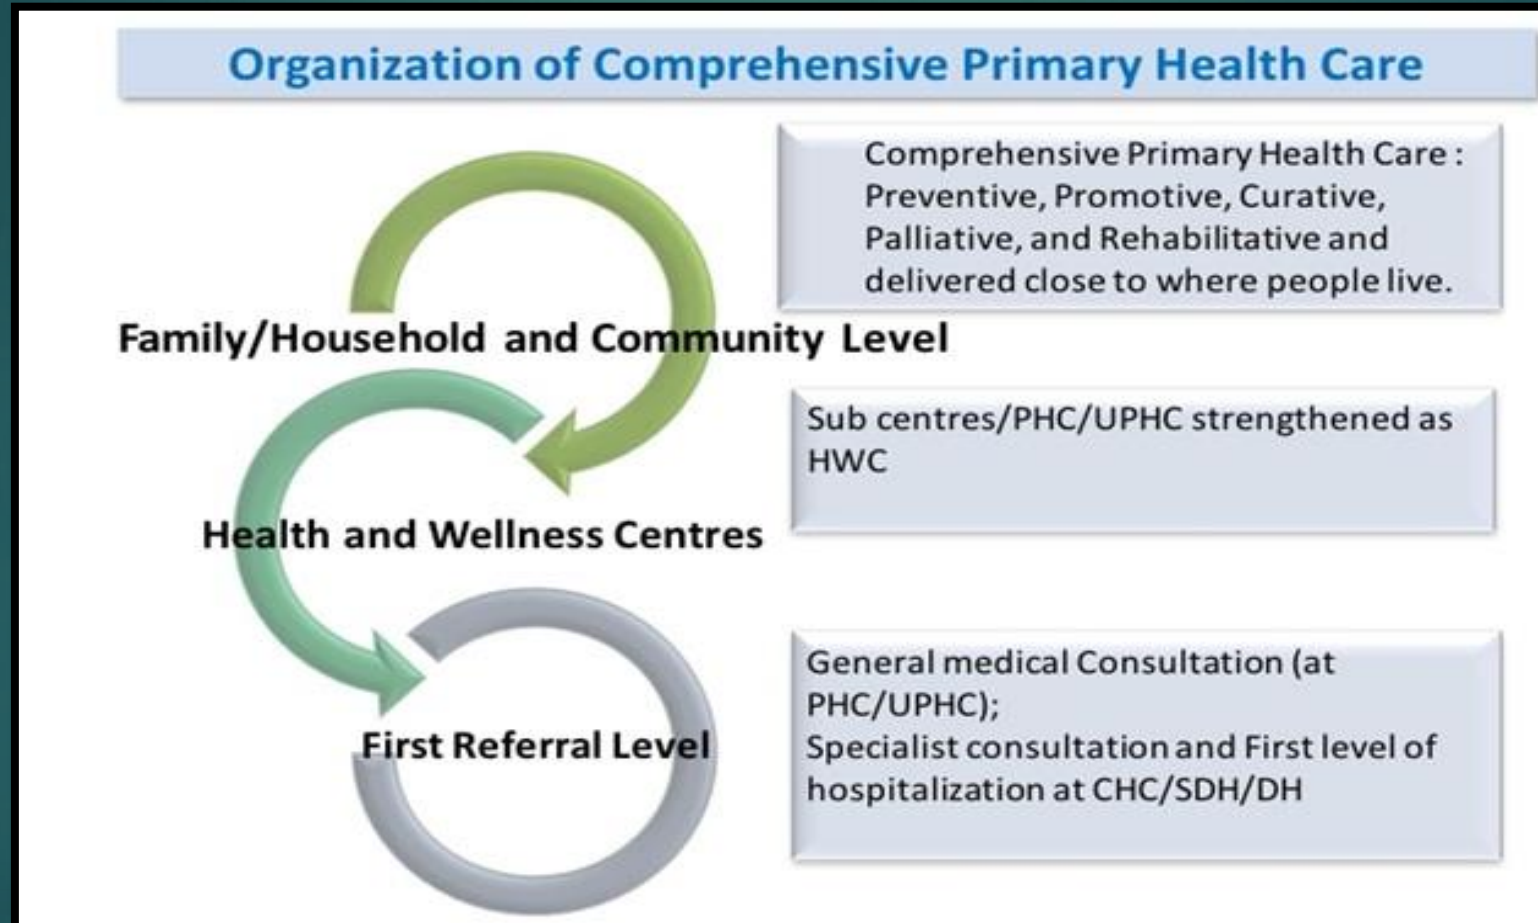 Organization of Comprehensive Primary Health Care
Comprehensive Primary Health Care :
Preventive, Promotive, Curative,
Palliative, and Rehabilitative and
delivered close to where people live.
Family/Household and Community Level
Sub centres/PHC/UPHC strengthened as
HWC
Health and Wellness Centres
General medical Consultation (at
PHC/UPHC);
Specialist consultation and First level of
hospitalization at CHC/SDH/DH
First Referral Level